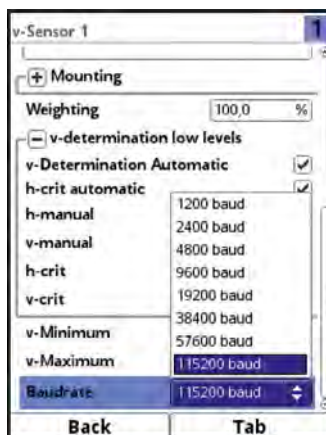 v-Sensor 1 1
Mounting
Weighting 100,0 %
v-determination low levels
v-Determination Automatic
h-crit automatic
1200 baud
h-manual
2400 baud
v-manual
4800 baud
9600 baud
h-crit
19200 baud
v-crit
38400 baud
v-Minimum
57600 baud
v-Maximum
115200 baud
Baudrate 115200 baud
Back Tab